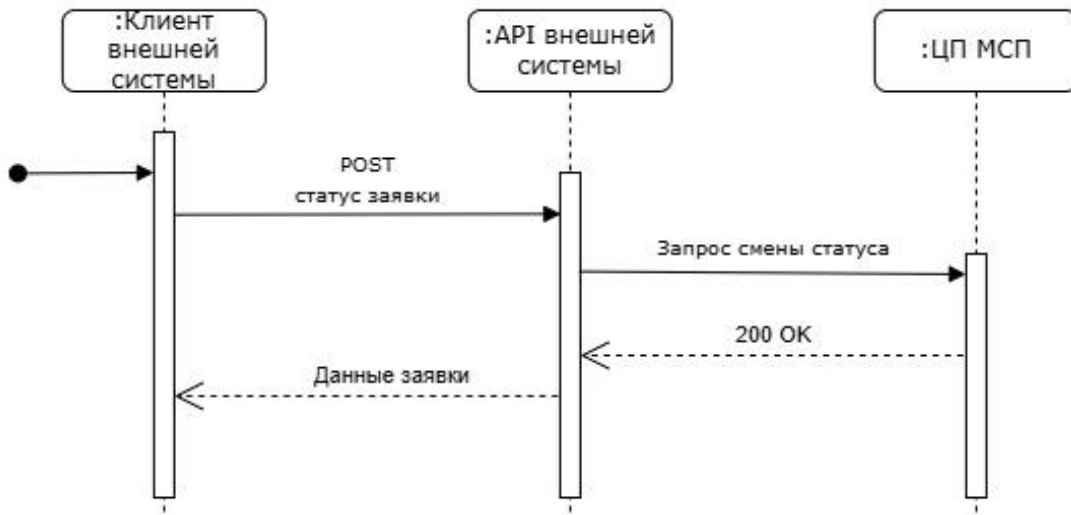 :Клиент
внешней
системы
:API внешней
системы
:ЦП МСП
POST
статус заявки
Запрос смены статуса
200 OK
Данные заявки